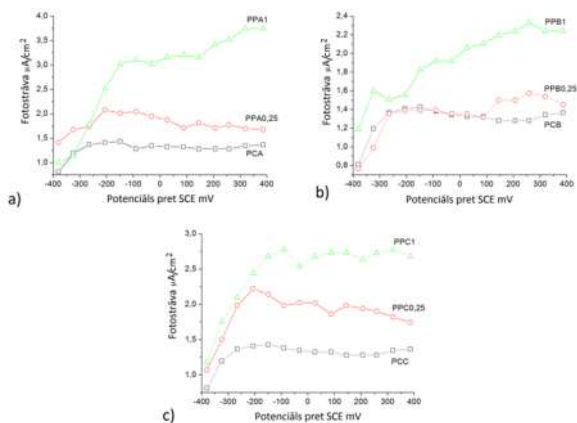 Fotostrāva µA/cm²
4,0
3,5
3,0
2,5
2,0
1,5
1,0
PPA1
PPA0,25
PCA
-400 -300 -200 -100 0 100 200 300 400
Potenciāls pret SCE mV
a)
Fotostrāva µA/cm²
2,4
2,2
2,0
1,8
1,6
1,4
1,2
1,0
0,8
PPB1
PPB0,25
PCB
-400 -300 -200 -100 0 100 200 300 400
Potenciāls pret SCE mV
b)
Fotostrāva µA/cm²
3,0
2,5
2,0
1,5
1,0
PPC1
PPC0,25
PCC
-400 -300 -200 -100 0 100 200 300 400
Potenciāls pret SCE mV
c)